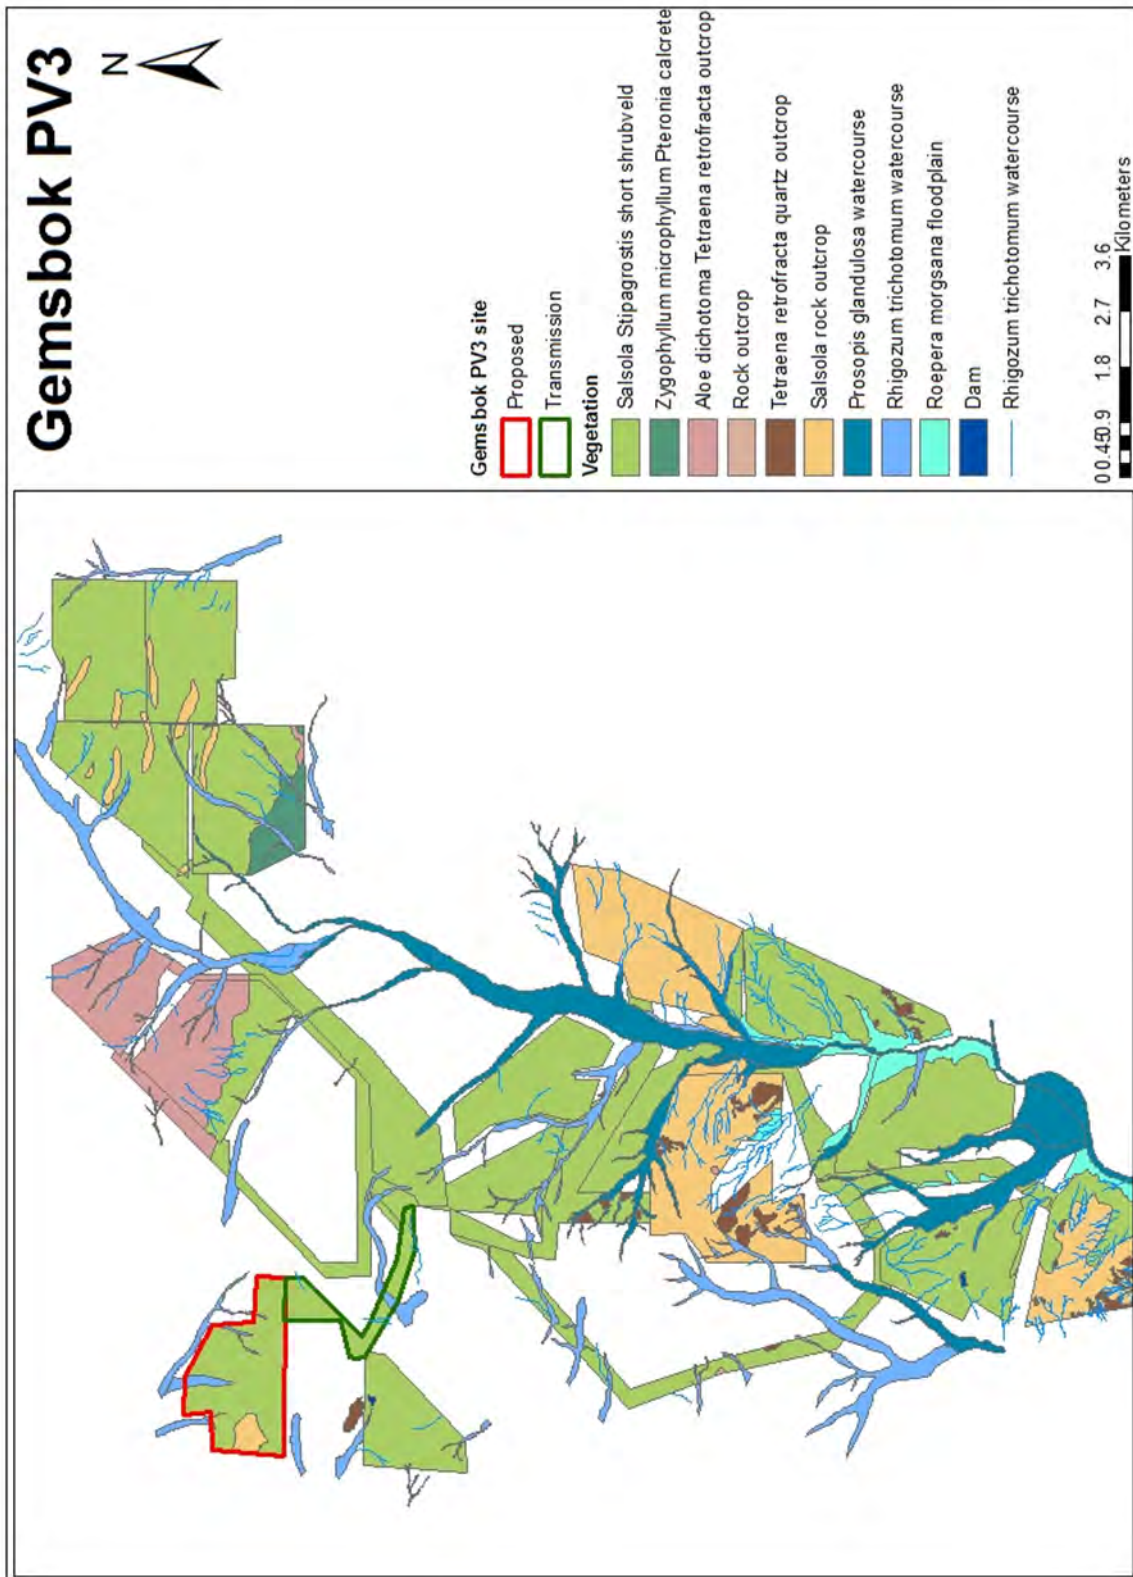 Gemsbok PV3
N
Gemsbok PV3 site
Proposed
Transmission
Vegetation
Salsola Stipagrostis short shrubveld
Zygophyllum microphyllum Pteronia calcrete
Aloe dichotoma Tetraena retrofracta outcrop
Rock outcrop
Tetraena retrofracta quartz outcrop
Salsola rock outcrop
Prosopis glandulosa watercourse
Rhigozum trichotomum watercourse
Roepera morgsana floodplain
Dam
Rhigozum trichotomum watercourse
0 0.450.9 1.8 2.7 3.6
Kilometers